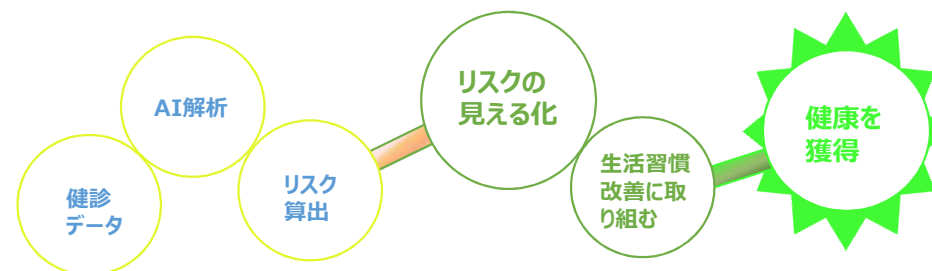 健診
データ
AI解析
リスク
算出
リスクの
見える化
生活習慣
改善に取
り組む
健康を
獲得